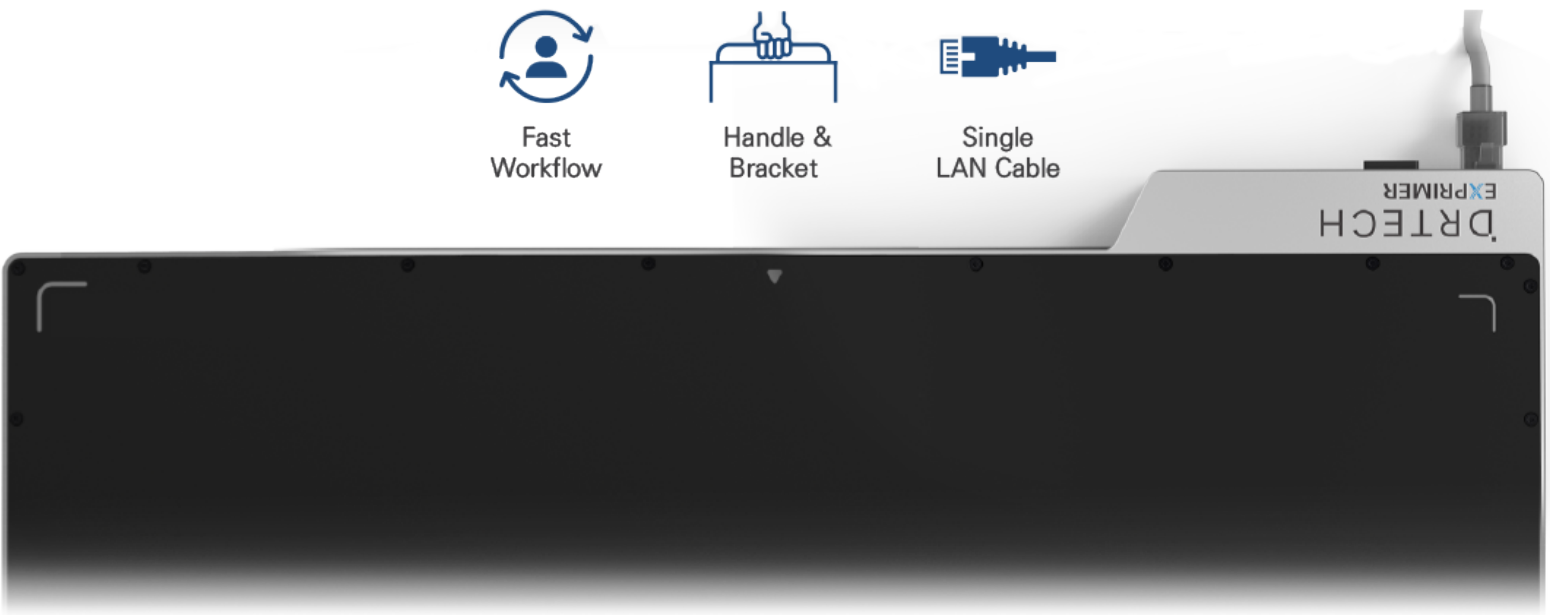 Fast
Workflow
Handle &
Bracket
Single
LAN Cable
EXPRIMER
DRTECH